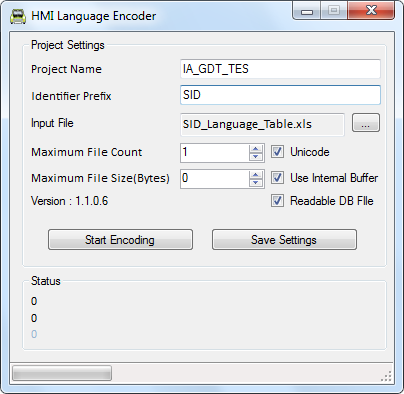 HMI Language Encoder
Project Settings
Project Name IA_GDT_TES
Identifier Prefix SID
Input File SID_Language_Table.xls ...
Maximum File Count 1 Unicode
Maximum File Size(Bytes) 0 Use Internal Buffer
Version : 1.1.0.6 Readable DB FIle
Start Encoding Save Settings
Status
0
0
0